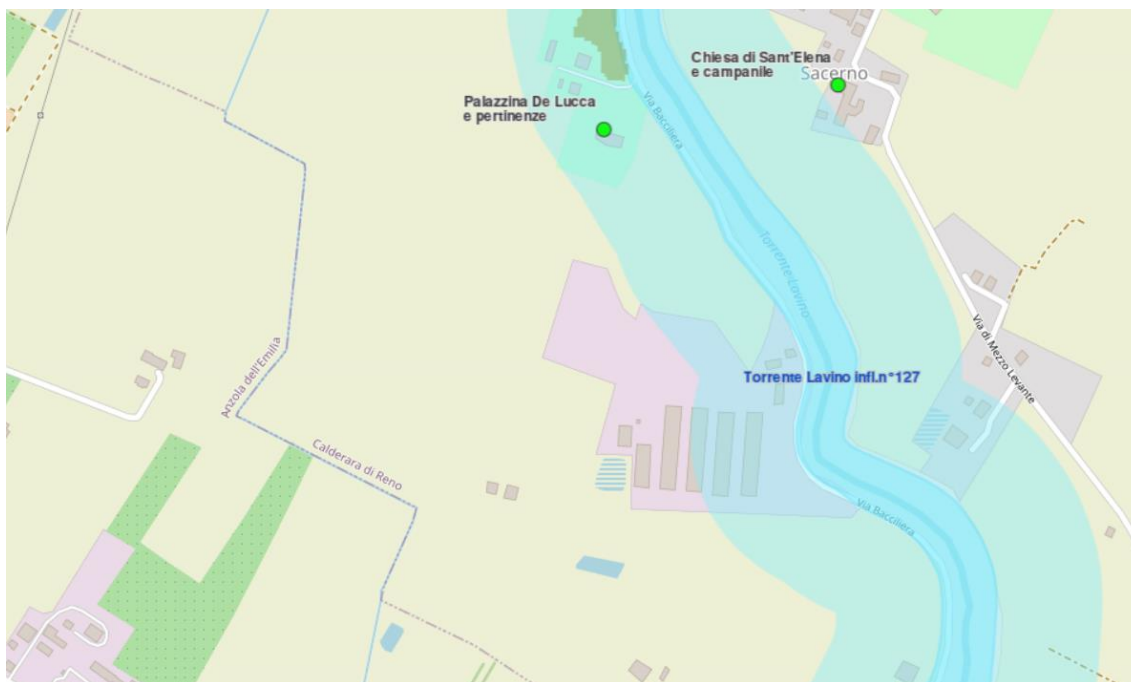 Chiesa di Sant'Elena
e campanile
Sacerno
Palazzina De Lucca
e pertinenze
Via Bacciliera
Torrente Lavino
Via di Mezzo Levante
Anzola dell'Emilia
Torrente Lavino infl.n°127
Calderara di Reno
Via Bacciliera